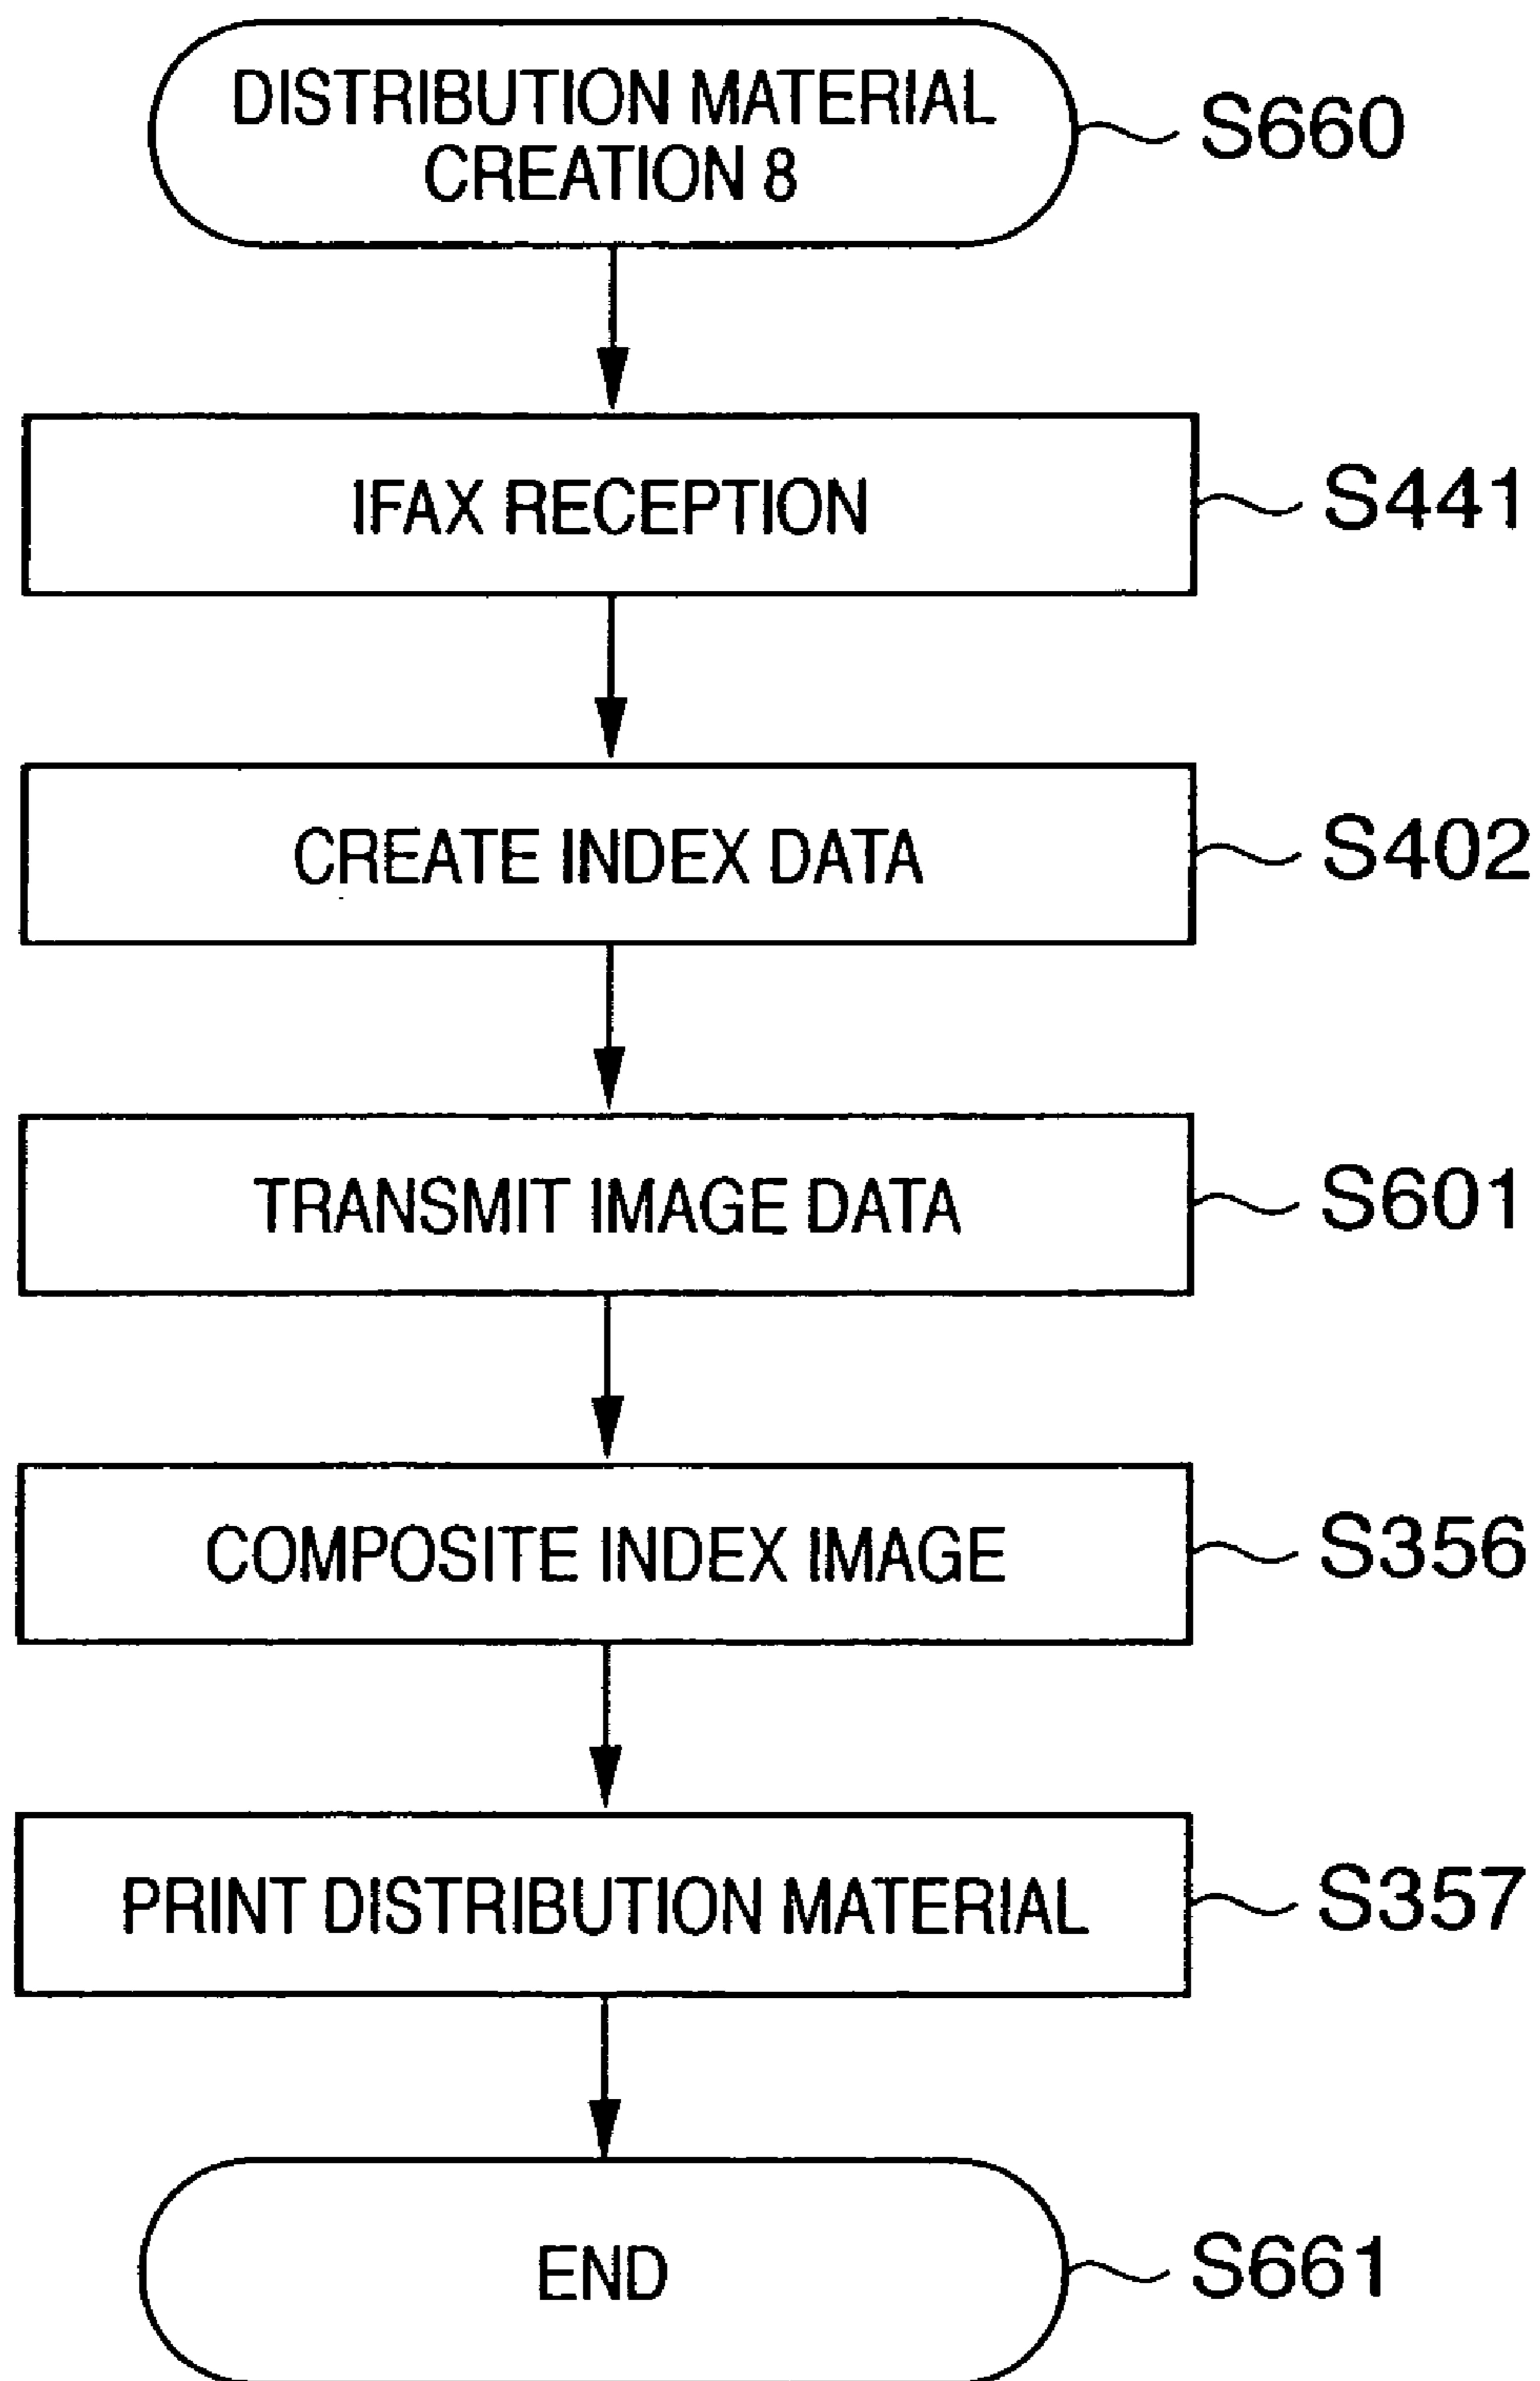 DISTRIBUTION MATERIAL
CREATION 8
S660
IFAX RECEPTION
S441
CREATE INDEX DATA
S402
TRANSMIT IMAGE DATA
S601
COMPOSITE INDEX IMAGE
S356
PRINT DISTRIBUTION MATERIAL
S357
END
S661